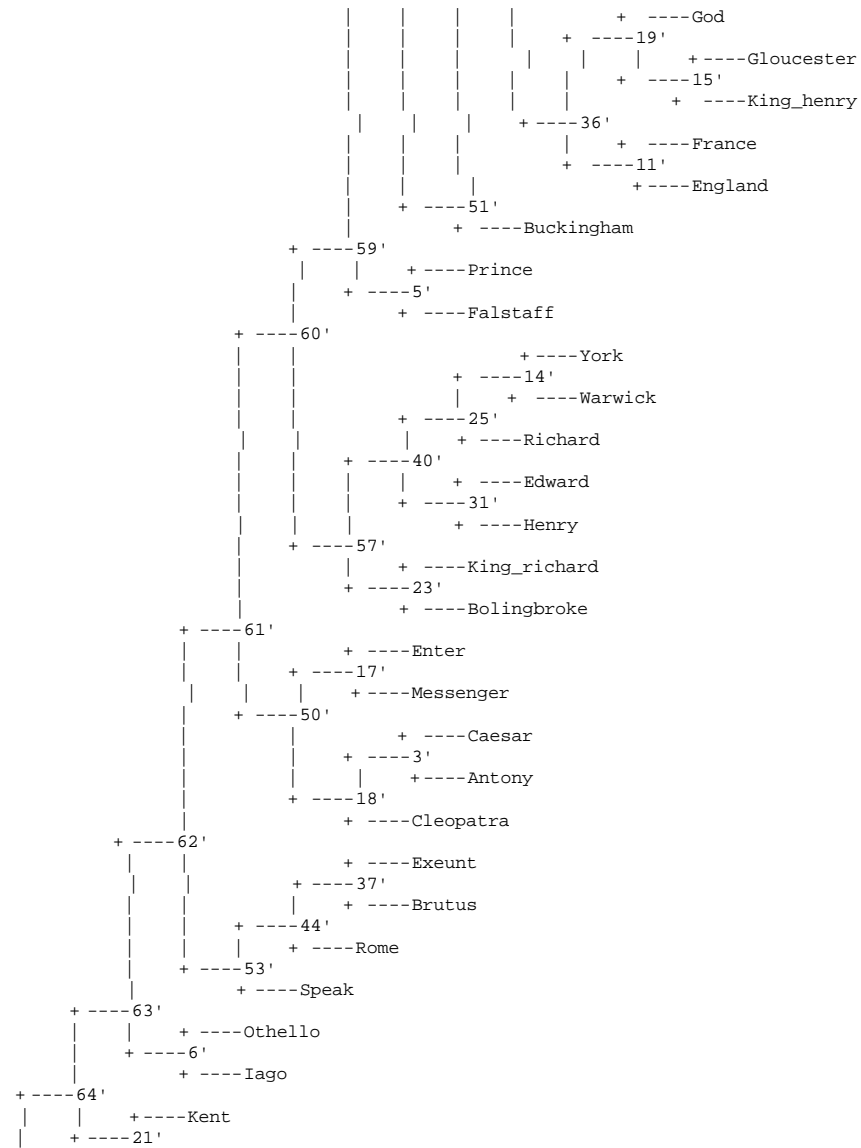 |    |    |    |         + ----God
|    |    |    |    + ----19'
|    |    |    |    |    |    + ----Gloucester
|    |    |    |    |    + ----15'
|    |    |    |    |         + ----King_henry
|    |    |    + ----36'
|    |    |         |    + ----France
|    |    |         + ----11'
|    |    |              + ----England
|    + ----51'
|         + ----Buckingham
+ ----59'
|    |    + ----Prince
|    + ----5'
|         + ----Falstaff
+ ----60'
|    |              + ----York
|    |         + ----14'
|    |         |    + ----Warwick
|    |    + ----25'
|    |    |    + ----Richard
|    |    + ----40'
|    |    |    |    + ----Edward
|    |    |    + ----31'
|    |    |         + ----Henry
|    + ----57'
|         |    + ----King_richard
|         + ----23'
|              + ----Bolingbroke
+ ----61'
|    |         + ----Enter
|    |    + ----17'
|    |    |    + ----Messenger
|    + ----50'
|         |         + ----Caesar
|         |    + ----3'
|         |    |    + ----Antony
|         + ----18'
|              + ----Cleopatra
+ ----62'
|    |              + ----Exeunt
|    |         + ----37'
|    |         |    + ----Brutus
|    |    + ----44'
|    |    |    + ----Rome
|    + ----53'
|         + ----Speak
+ ----63'
|    |    + ----Othello
|    + ----6'
|         + ----Iago
+ ----64'
|    |    + ----Kent
|    + ----21'